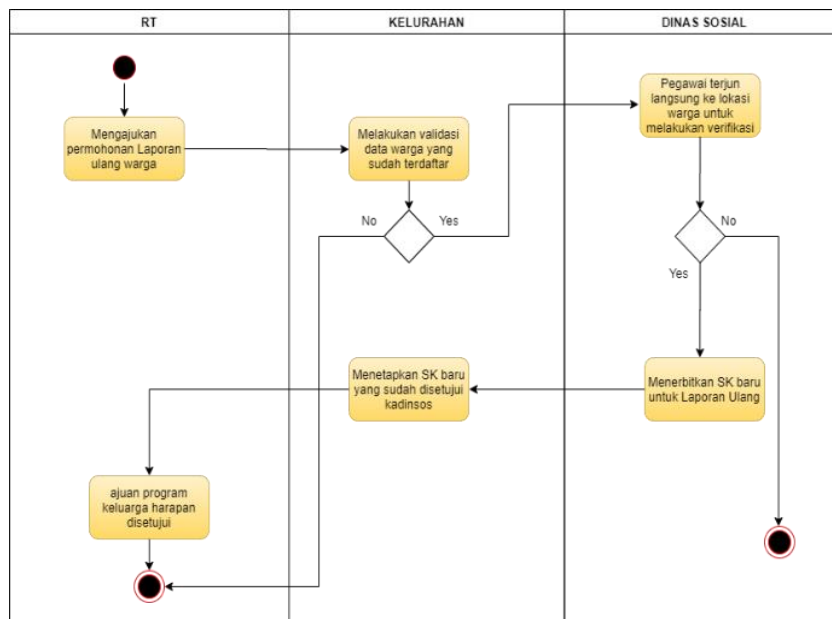 RT
KELURAHAN
DINAS SOSIAL
Mengajukan
permohonan Laporan
ulang warga
Melakukan validasi
data warga yang
sudah terdaftar
Pegawai terjun
langsung ke lokasi
warga untuk
melakukan verifikasi
No
Yes
No
Yes
Menerbitkan SK baru
untuk Laporan Ulang
Menetapkan SK baru
yang sudah disetujui
kadinsos
ajuan program
keluarga harapan
disetujui